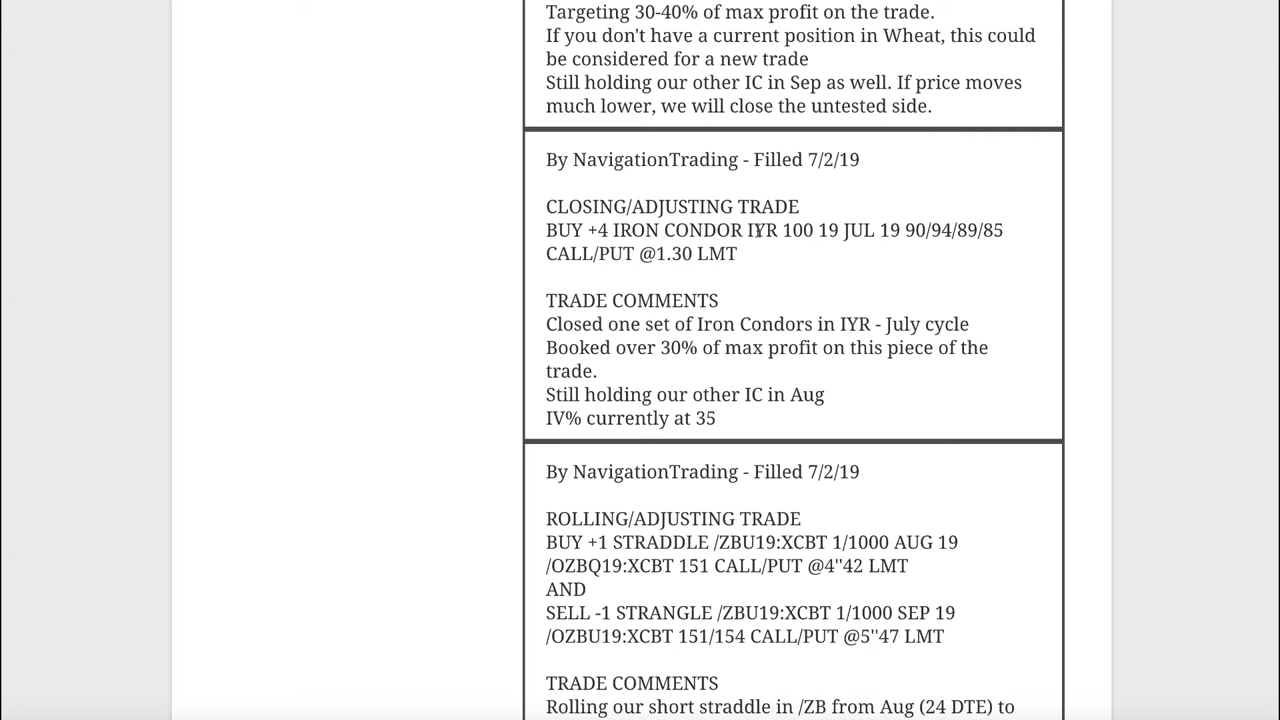 Targeting 30-40% of max profit on the trade.
If you don't have a current position in Wheat, this could
be considered for a new trade
Still holding our other IC in Sep as well. If price moves
much lower, we will close the untested side.
By NavigationTrading - Filled 7/2/19
CLOSING/ADJUSTING TRADE
BUY +4 IRON CONDOR IYR 100 19 JUL 19 90/94/89/85
CALL/PUT @1.30 LMT
TRADE COMMENTS
Closed one set of Iron Condors in IYR - July cycle
Booked over 30% of max profit on this piece of the
trade.
Still holding our other IC in Aug
IV% currently at 35
By NavigationTrading - Filled 7/2/19
ROLLING/ADJUSTING TRADE
BUY +1 STRADDLE /ZBU19:XCBT 1/1000 AUG 19
/OZBQ19:XCBT 151 CALL/PUT @4"42 LMT
AND
SELL -1 STRANGLE /ZBU19:XCBT 1/1000 SEP 19
/OZBU19:XCBT 151/154 CALL/PUT @5"47 LMT
TRADE COMMENTS
Rolling our short straddle in /ZB from Aug (24 DTE) to